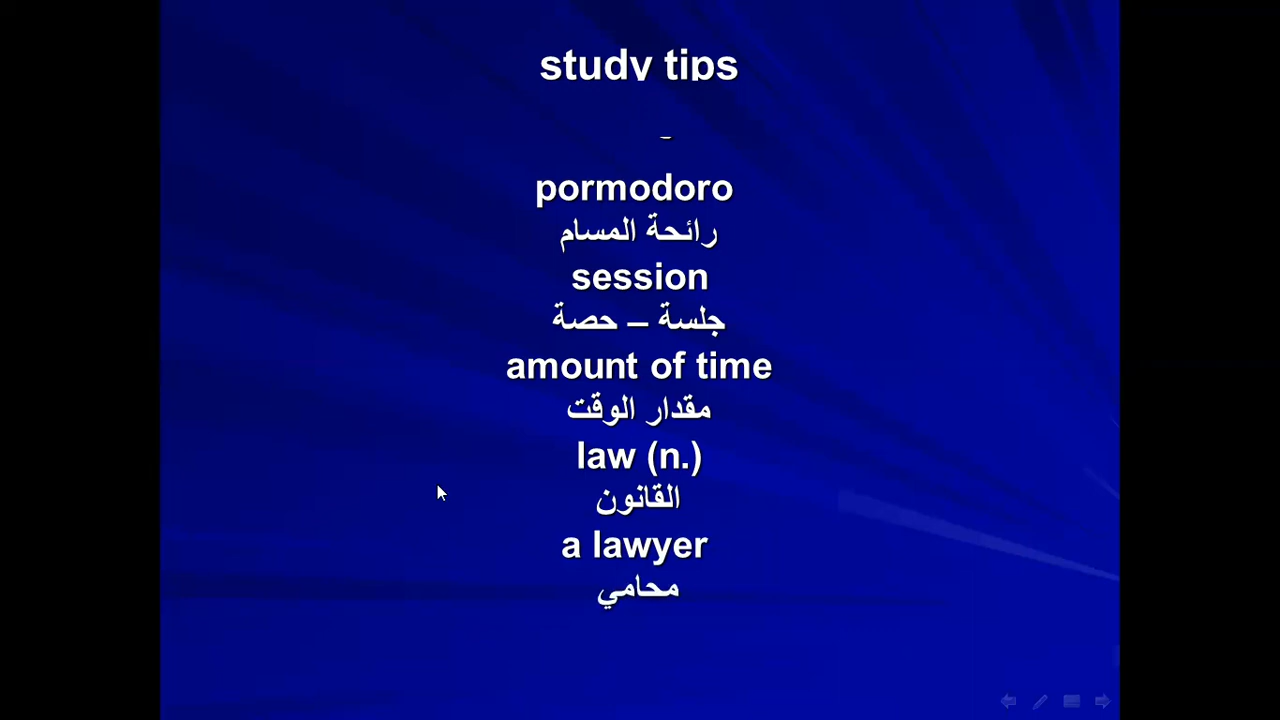 study tips
pormodoro
رائحة المسام
session
جلسة – حصة
amount of time
مقدار الوقت
law (n.)
القانون
a lawyer
محامي